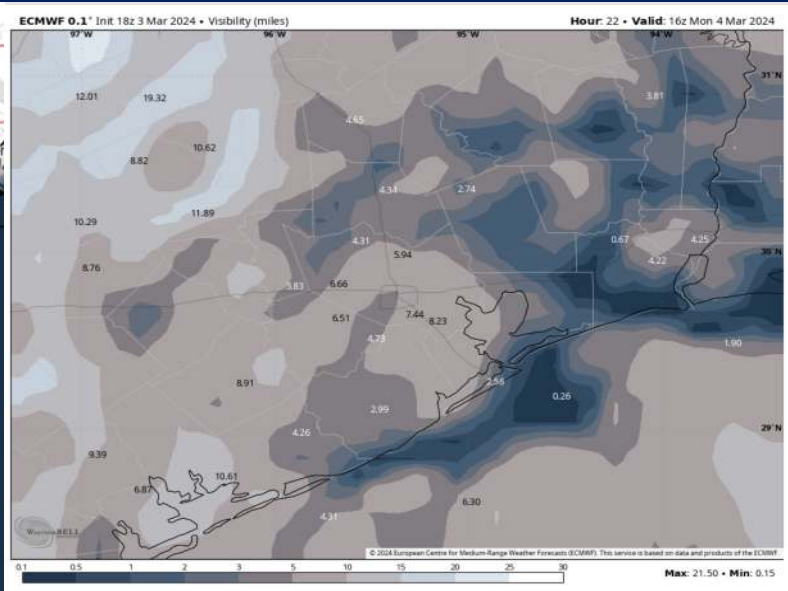 ECMWF 0.1° Init 18z 3 Mar 2024 • Visibility (miles)
Hour: 22 • Valid: 16z Mon 4 Mar 2024
97°W 96°W 95°W 94°W
31°N
12.01 19.32 3.81
4.65
10.62
8.82
4.34 2.74
11.89
10.29
4.31 0.67 4.25
30°N
5.94
4.22
8.76
3.83 6.66
6.51 7.44 8.23
4.73 1.90
8.91 2.56
0.26
2.99
4.26 29°N
9.39
10.61
6.87
6.30
4.31
WeatherBELL
© 2024 European Centre for Medium-Range Weather Forecasts (ECMWF). This service is based on data and products of the ECMWF
0.1 0.5 1 2 3 5 10 15 20 25 30
Max: 21.50 • Min: 0.15